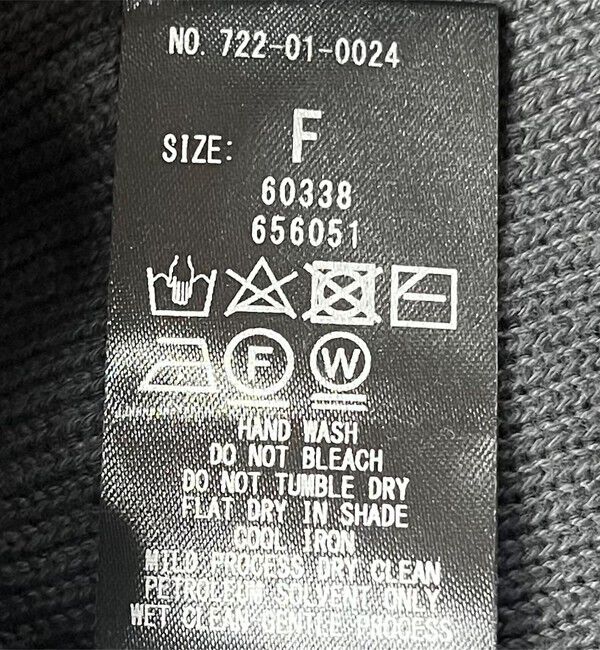 NO. 722-01-0024
SIZE: F
60338
656051
F W
HAND WASH
DO NOT BLEACH
DO NOT TUMBLE DRY
FLAT DRY IN SHADE
COOL IRON
MILD PROCESS DRY CLEAN
PETROLEUM SOLVENT ONLY
WET CLEAN GENTLE PROCESS